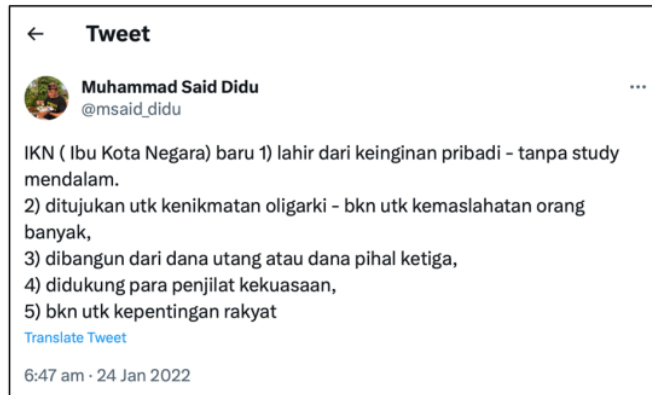 ← Tweet
Muhammad Said Didu
@msaid_didu
IKN ( Ibu Kota Negara) baru 1) lahir dari keinginan pribadi - tanpa study
mendalam.
2) ditujukan utk kenikmatan oligarki - bkn utk kemaslahatan orang
banyak,
3) dibangun dari dana utang atau dana pihal ketiga,
4) didukung para penjilat kekuasaan,
5) bkn utk kepentingan rakyat
Translate Tweet
6:47 am · 24 Jan 2022